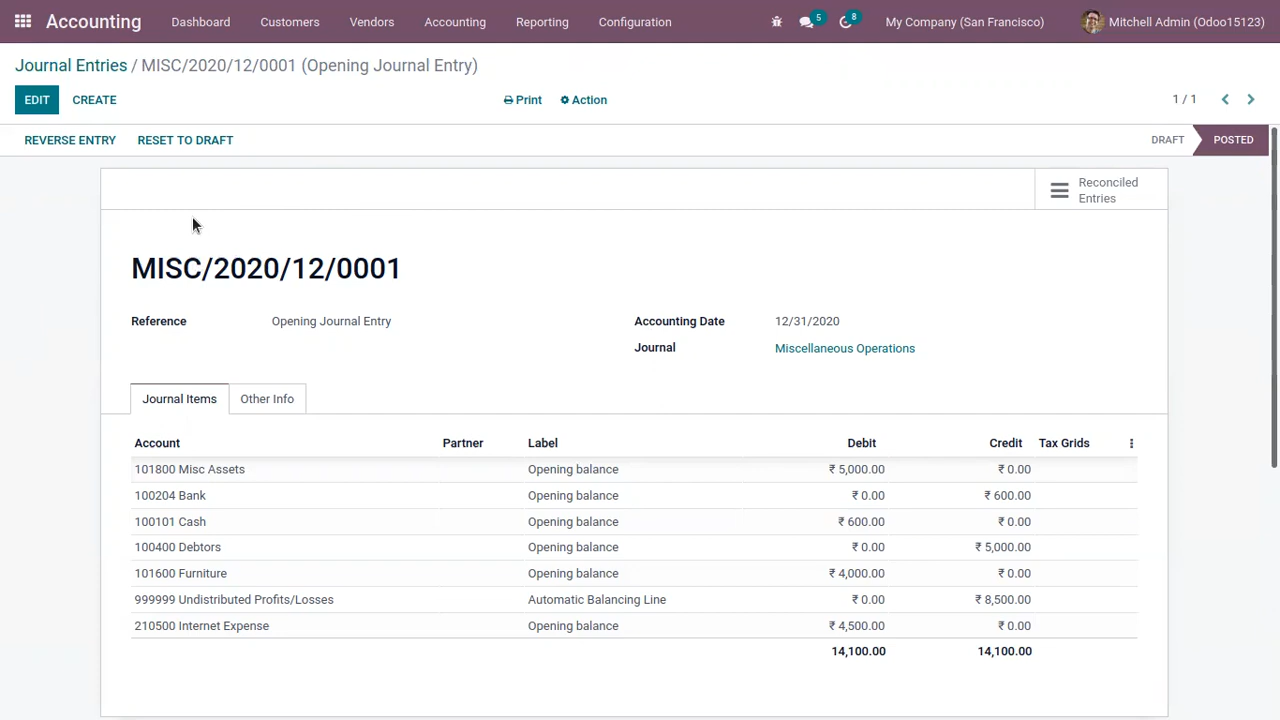 Accounting Dashboard Customers Vendors Accounting Reporting Configuration 5 8 My Company (San Francisco) Mitchell Admin (Odoo15123)
Journal Entries / MISC/2020/12/0001 (Opening Journal Entry)
EDIT CREATE Print Action 1 / 1
REVERSE ENTRY RESET TO DRAFT DRAFT POSTED
Reconciled
Entries
MISC/2020/12/0001
Reference Opening Journal Entry Accounting Date 12/31/2020
Journal Miscellaneous Operations
Journal Items Other Info
Account Partner Label Debit Credit Tax Grids
101800 Misc Assets Opening balance ₹ 5,000.00 ₹ 0.00
100204 Bank Opening balance ₹ 0.00 ₹ 600.00
100101 Cash Opening balance ₹ 600.00 ₹ 0.00
100400 Debtors Opening balance ₹ 0.00 ₹ 5,000.00
101600 Furniture Opening balance ₹ 4,000.00 ₹ 0.00
999999 Undistributed Profits/Losses Automatic Balancing Line ₹ 0.00 ₹ 8,500.00
210500 Internet Expense Opening balance ₹ 4,500.00 ₹ 0.00
14,100.00 14,100.00